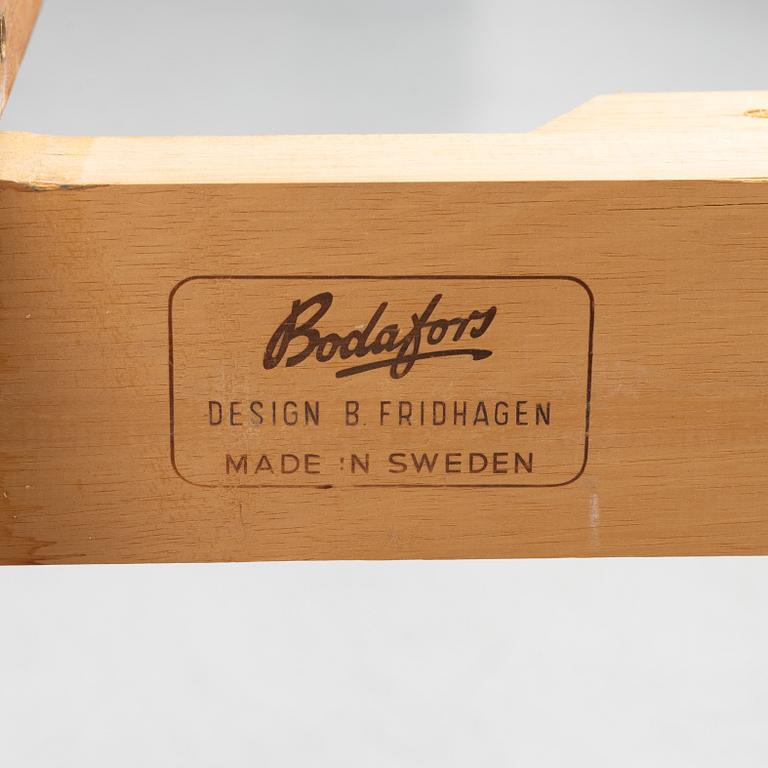 Bodafors
DESIGN B. FRIDHAGEN
MADE IN SWEDEN